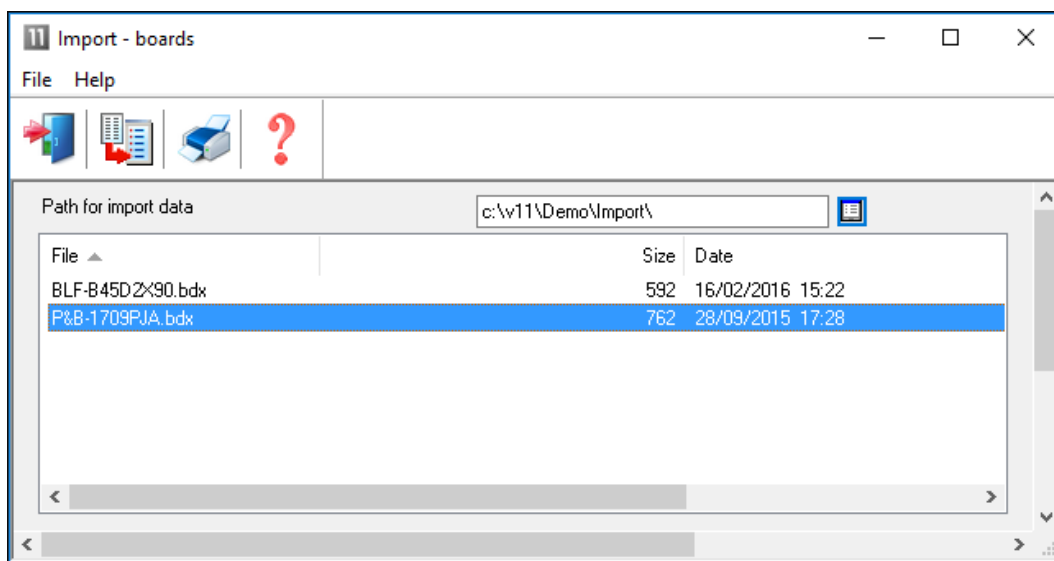 11 Import - boards
File Help
?
Path for import data c:\v11\Demo\Import\
File Size Date
BLF-B45D2X90.bdx 592 16/02/2016 15:22
P&B-1709PJA.bdx 762 28/09/2015 17:28